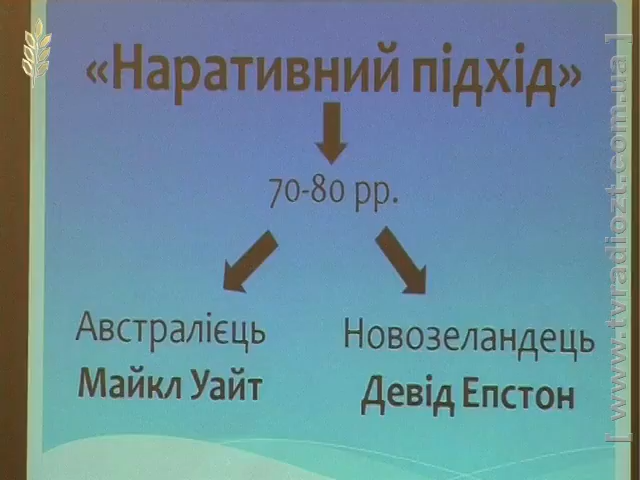 «Наративний підхід»
70-80 рр.
Австралієць
Майкл Уайт
Новозеландець
Девід Епстон
[ www.tvradiozt.com.ua ]